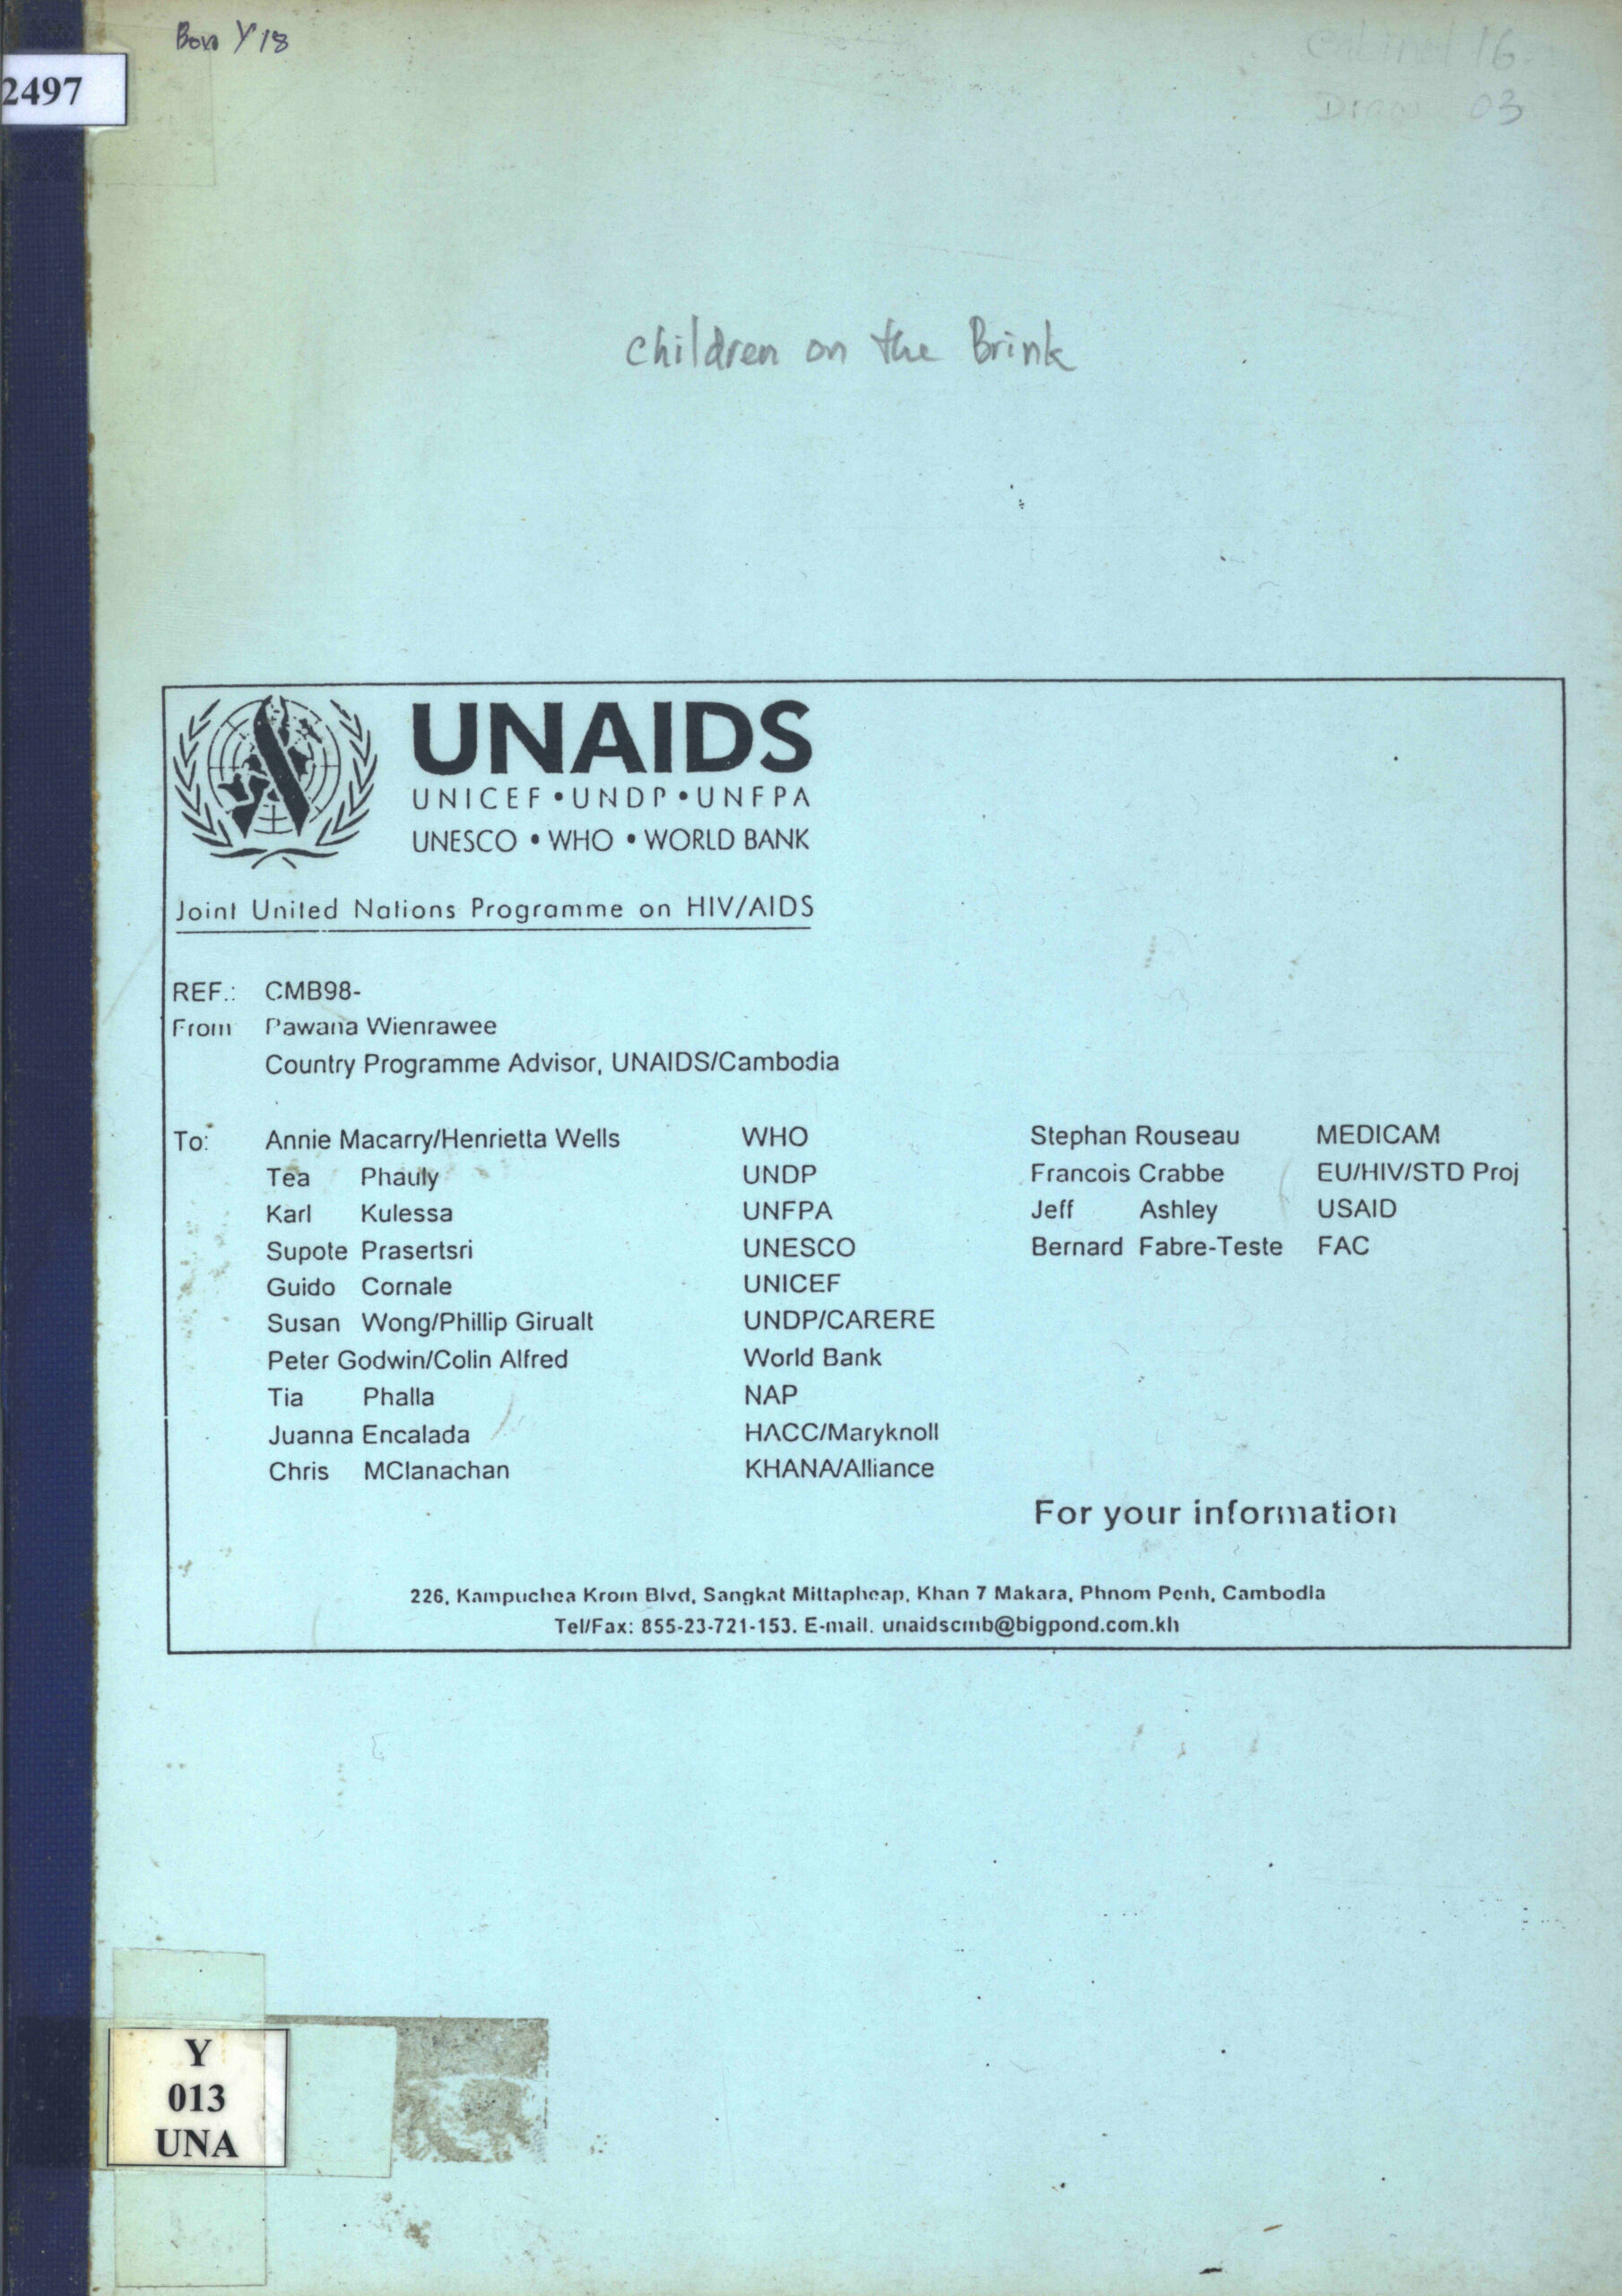 Box Y18
Cabinet 16
2497
03
Children on the Brink
UNAIDS
UNICEF • UNDP • UNFPA
UNESCO • WHO • WORLD BANK
Joint United Nations Programme on HIV/AIDS
REF.: CMB98-
From Pawana Wienrawee
Country Programme Advisor, UNAIDS/Cambodia
To: Annie Macarry/Henrietta Wells WHO Stephan Rouseau MEDICAM
Tea Phauly UNDP Francois Crabbe EU/HIV/STD Proj
Karl Kulessa UNFPA Jeff Ashley USAID
Supote Prasertsri UNESCO Bernard Fabre-Teste FAC
Guido Cornale UNICEF
Susan Wong/Phillip Girualt UNDP/CARERE
Peter Godwin/Colin Alfred World Bank
Tia Phalla NAP
Juanna Encalada HACC/Maryknoll
Chris MClanachan KHANA/Alliance
For your information
226, Kampuchea Krom Blvd, Sangkat Mittapheap, Khan 7 Makara, Phnom Penh, Cambodia
Tel/Fax: 855-23-721-153. E-mail. unaidscmb@bigpond.com.kh
Y
013
UNA